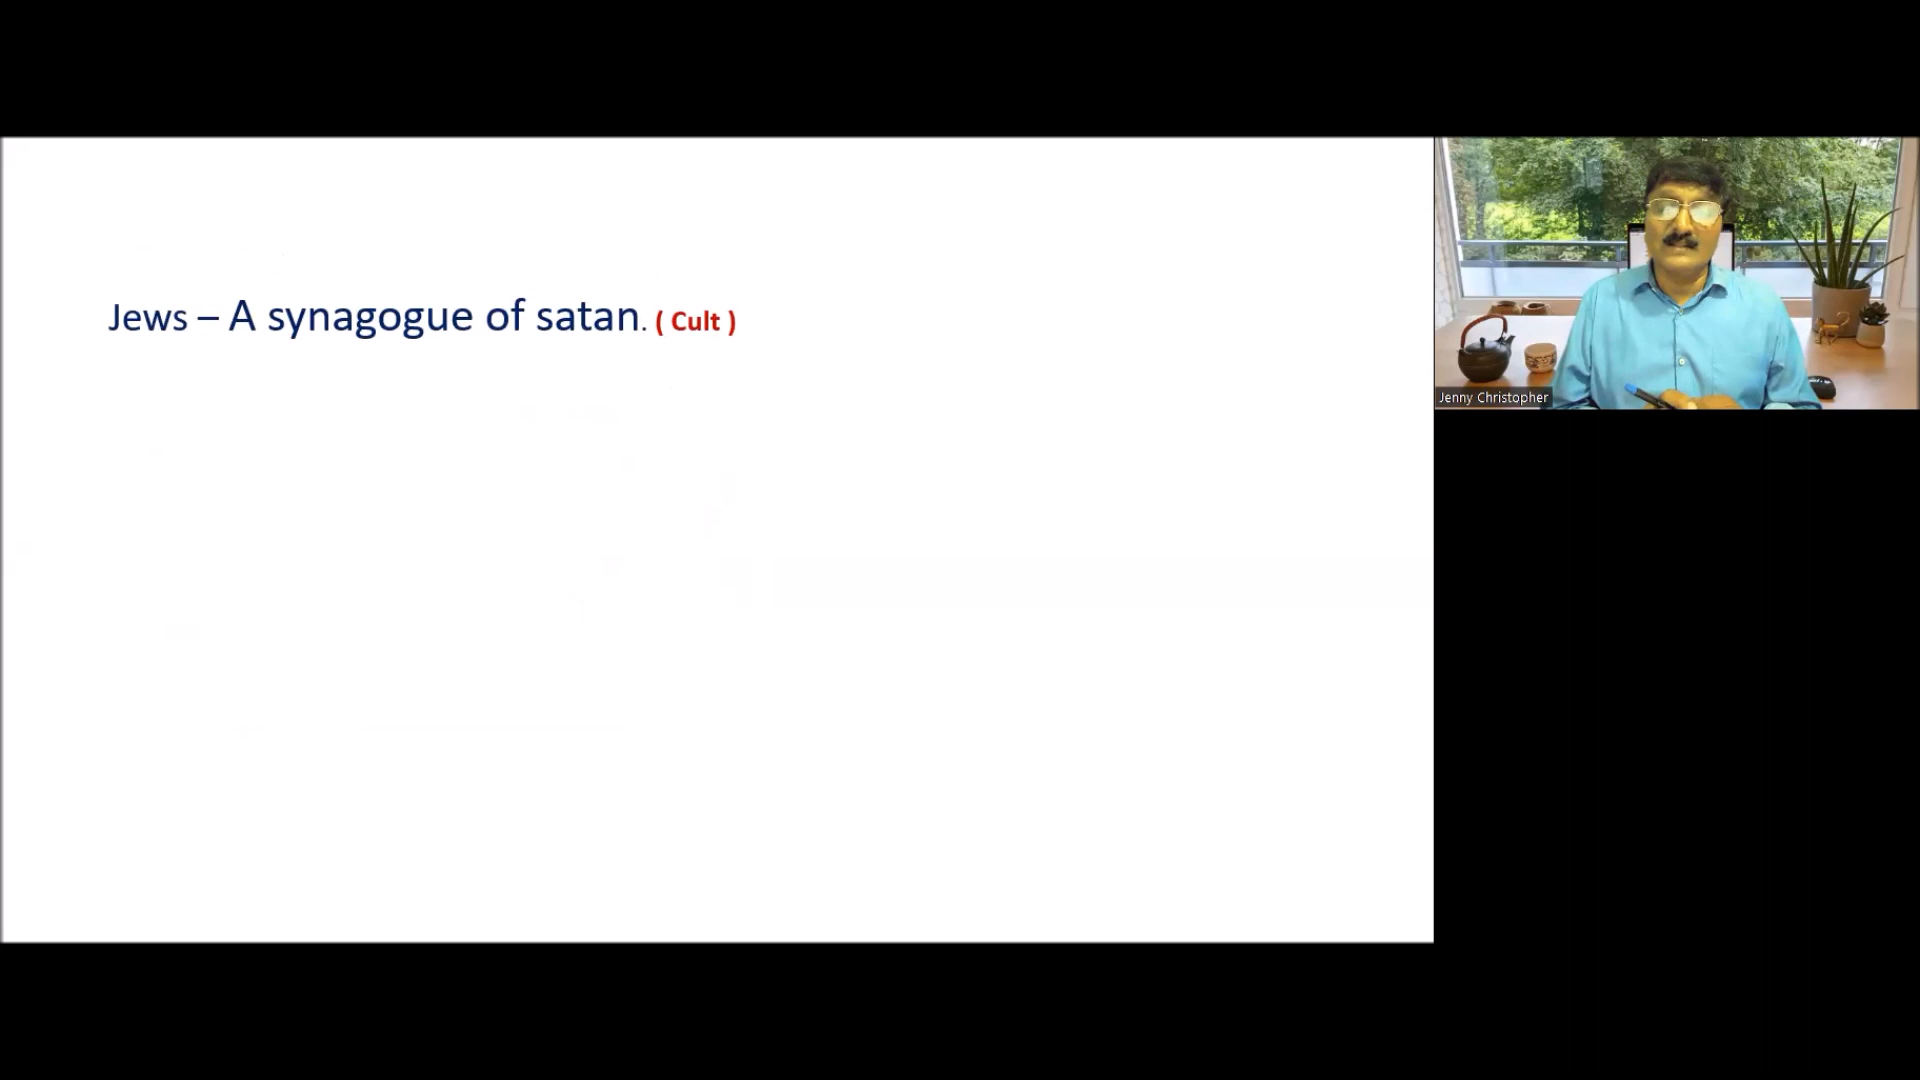 Jews – A synagogue of satan. ( Cult )
Jenny Christopher